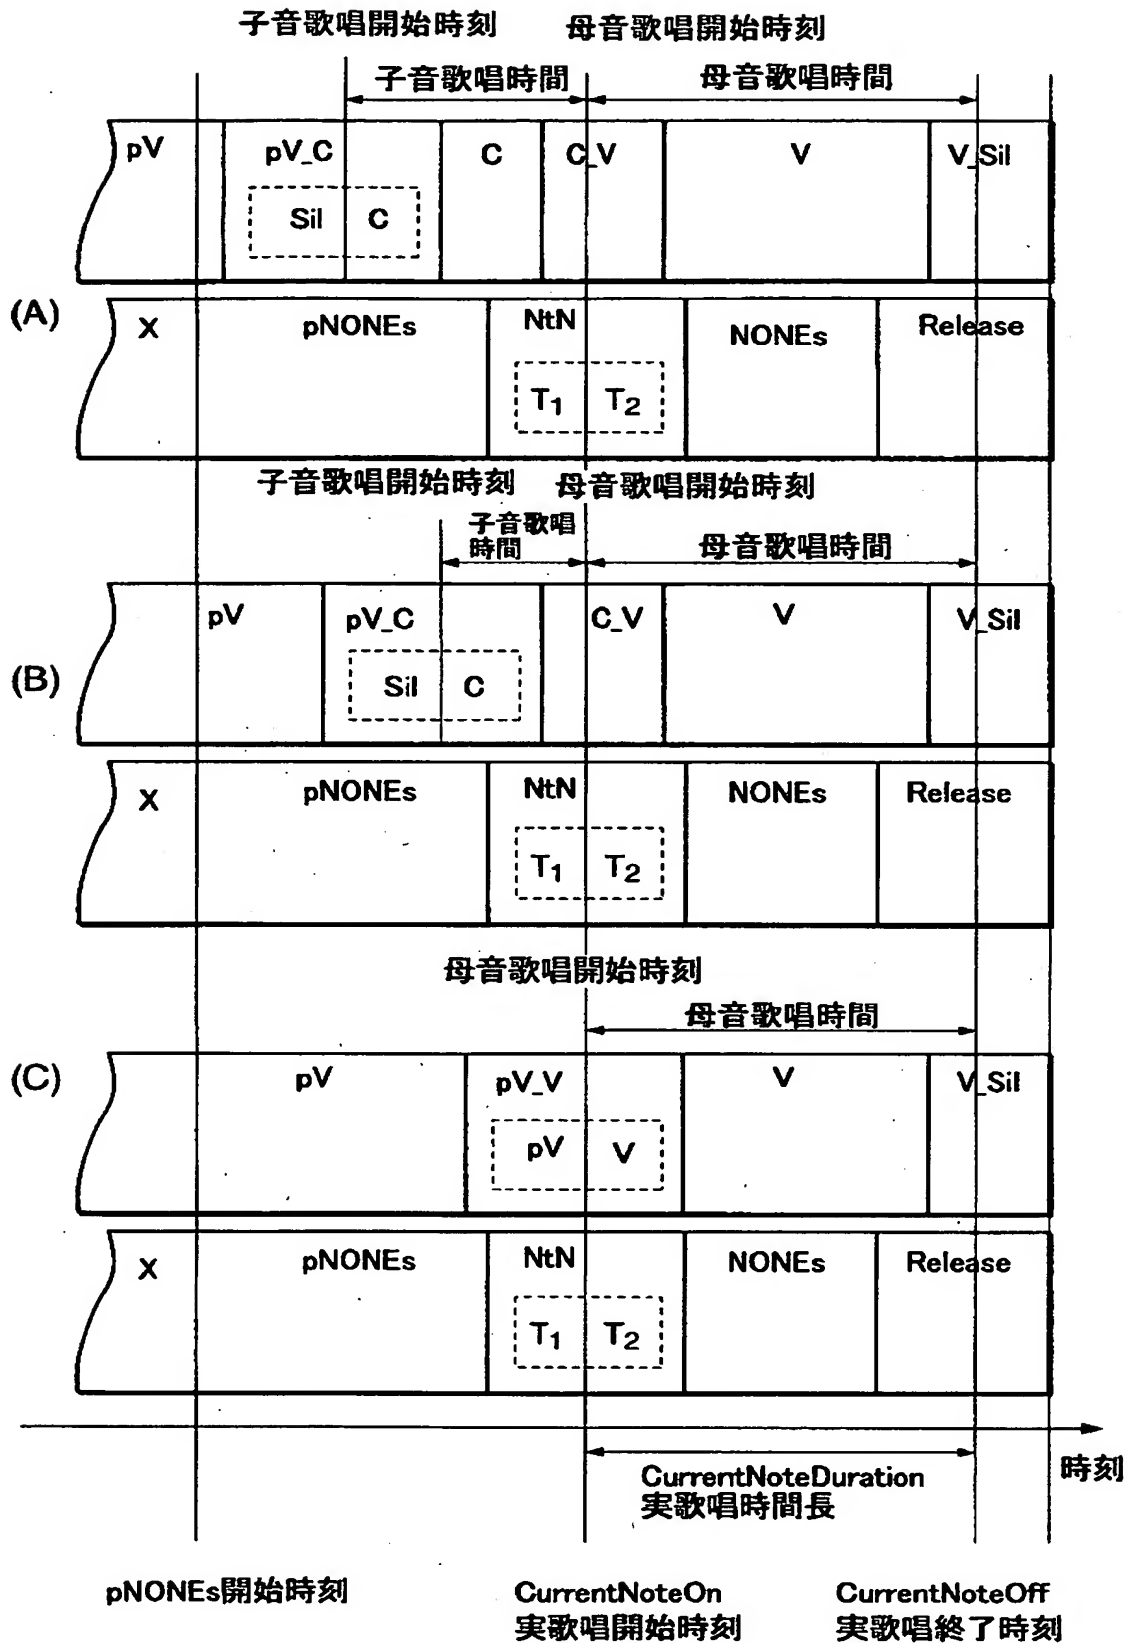 子音歌唱開始時刻 母音歌唱開始時刻
子音歌唱時間 母音歌唱時間
pV pV_C C C_V V V_Sil
Sil C
(A)
X pNONEs NtN NONEs Release
T1 T2
子音歌唱開始時刻 母音歌唱開始時刻
子音歌唱
時間
母音歌唱時間
pV pV_C C_V V V_Sil
(B)
Sil C
X pNONEs NtN NONEs Release
T1 T2
母音歌唱開始時刻
母音歌唱時間
(C)
pV pV_V V V_Sil
pV V
X pNONEs NtN NONEs Release
T1 T2
時刻
CurrentNoteDuration
実歌唱時間長
pNONEs開始時刻
CurrentNoteOn
実歌唱開始時刻
CurrentNoteOff
実歌唱終了時刻